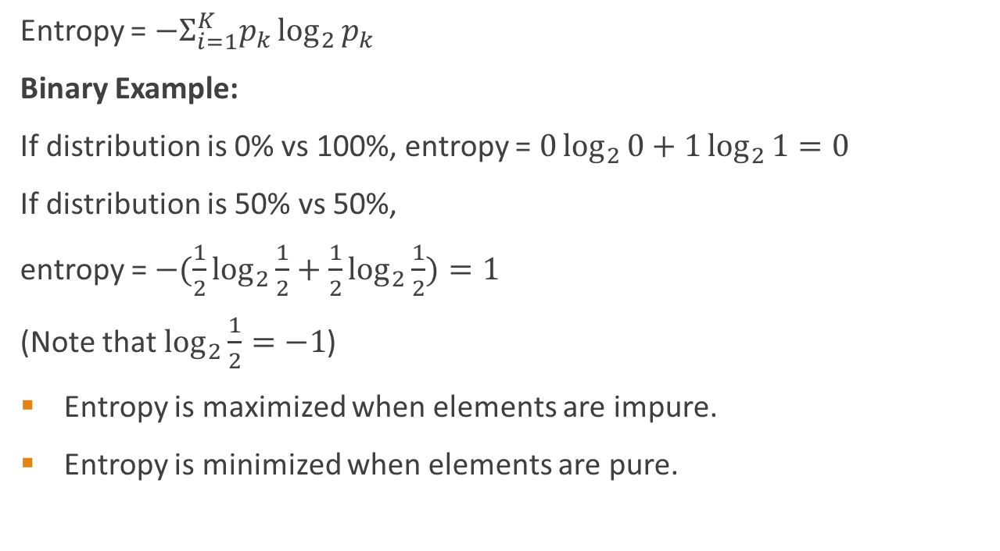 Entropy = $-\Sigma_{i=1}^{K} p_k \log_2 p_k$
Binary Example:
If distribution is 0% vs 100%, entropy = $0 \log_2 0 + 1 \log_2 1 = 0$
If distribution is 50% vs 50%,
entropy = $-(\frac{1}{2} \log_2 \frac{1}{2} + \frac{1}{2} \log_2 \frac{1}{2}) = 1$
(Note that $\log_2 \frac{1}{2} = -1$)
▪ Entropy is maximized when elements are impure.
▪ Entropy is minimized when elements are pure.